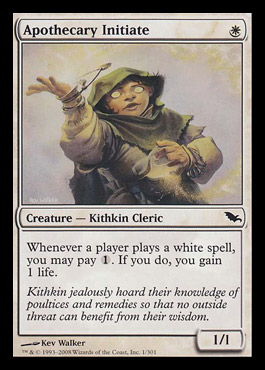 Apothecary Initiate
Creature — Kithkin Cleric
Whenever a player plays a white spell,
you may pay 1. If you do, you gain
1 life.
Kithkin jealously hoard their knowledge of
poultices and remedies so that no outside
threat can benefit from their wisdom.
Kev Walker
1/1
™ & © 1993–2008 Wizards of the Coast, Inc. 1/301